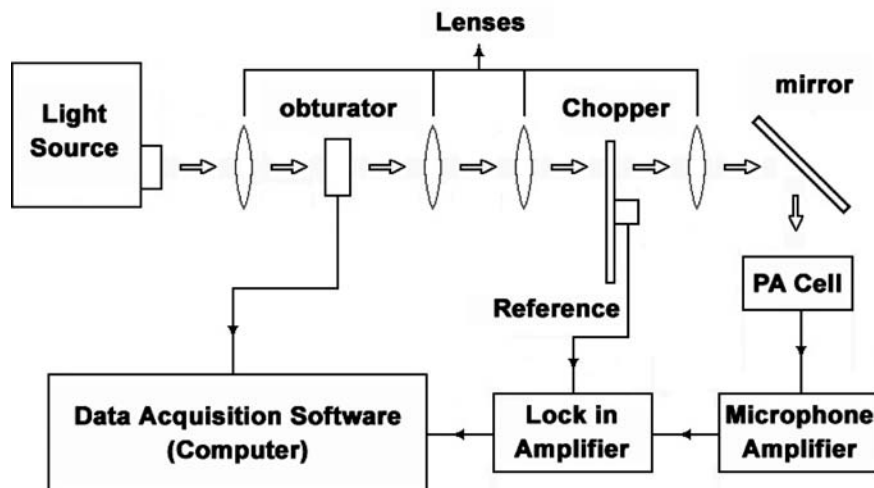 Lenses
Light
Source
obturator
Chopper
mirror
PA Cell
Reference
Data Acquisition Software
(Computer)
Lock in
Amplifier
Microphone
Amplifier